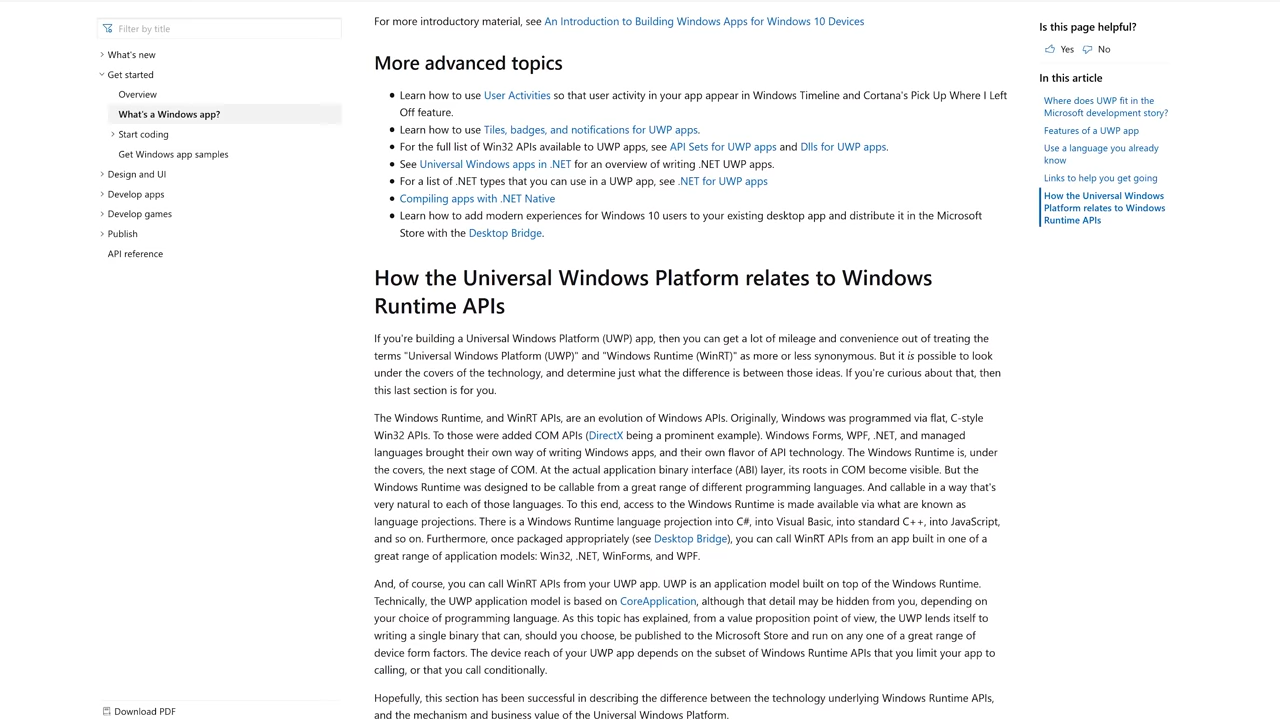 Filter by title
What's new
Get started
Overview
What's a Windows app?
Start coding
Get Windows app samples
Design and UI
Develop apps
Develop games
Publish
API reference
Download PDF
For more introductory material, see An Introduction to Building Windows Apps for Windows 10 Devices
More advanced topics
• Learn how to use User Activities so that user activity in your app appear in Windows Timeline and Cortana's Pick Up Where I Left
Off feature.
• Learn how to use Tiles, badges, and notifications for UWP apps.
• For the full list of Win32 APIs available to UWP apps, see API Sets for UWP apps and Dlls for UWP apps.
• See Universal Windows apps in .NET for an overview of writing .NET UWP apps.
• For a list of .NET types that you can use in a UWP app, see .NET for UWP apps
• Compiling apps with .NET Native
• Learn how to add modern experiences for Windows 10 users to your existing desktop app and distribute it in the Microsoft
Store with the Desktop Bridge.
How the Universal Windows Platform relates to Windows
Runtime APIs
If you're building a Universal Windows Platform (UWP) app, then you can get a lot of mileage and convenience out of treating the
terms "Universal Windows Platform (UWP)" and "Windows Runtime (WinRT)" as more or less synonymous. But it is possible to look
under the covers of the technology, and determine just what the difference is between those ideas. If you're curious about that, then
this last section is for you.
The Windows Runtime, and WinRT APIs, are an evolution of Windows APIs. Originally, Windows was programmed via flat, C-style
Win32 APIs. To those were added COM APIs (DirectX being a prominent example). Windows Forms, WPF, .NET, and managed
languages brought their own way of writing Windows apps, and their own flavor of API technology. The Windows Runtime is, under
the covers, the next stage of COM. At the actual application binary interface (ABI) layer, its roots in COM become visible. But the
Windows Runtime was designed to be callable from a great range of different programming languages. And callable in a way that's
very natural to each of those languages. To this end, access to the Windows Runtime is made available via what are known as
language projections. There is a Windows Runtime language projection into C#, into Visual Basic, into standard C++, into JavaScript,
and so on. Furthermore, once packaged appropriately (see Desktop Bridge), you can call WinRT APIs from an app built in one of a
great range of application models: Win32, .NET, WinForms, and WPF.
And, of course, you can call WinRT APIs from your UWP app. UWP is an application model built on top of the Windows Runtime.
Technically, the UWP application model is based on CoreApplication, although that detail may be hidden from you, depending on
your choice of programming language. As this topic has explained, from a value proposition point of view, the UWP lends itself to
writing a single binary that can, should you choose, be published to the Microsoft Store and run on any one of a great range of
device form factors. The device reach of your UWP app depends on the subset of Windows Runtime APIs that you limit your app to
calling, or that you call conditionally.
Hopefully, this section has been successful in describing the difference between the technology underlying Windows Runtime APIs,
and the mechanism and business value of the Universal Windows Platform.
Is this page helpful?
Yes No
In this article
Where does UWP fit in the
Microsoft development story?
Features of a UWP app
Use a language you already
know
Links to help you get going
How the Universal Windows
Platform relates to Windows
Runtime APIs